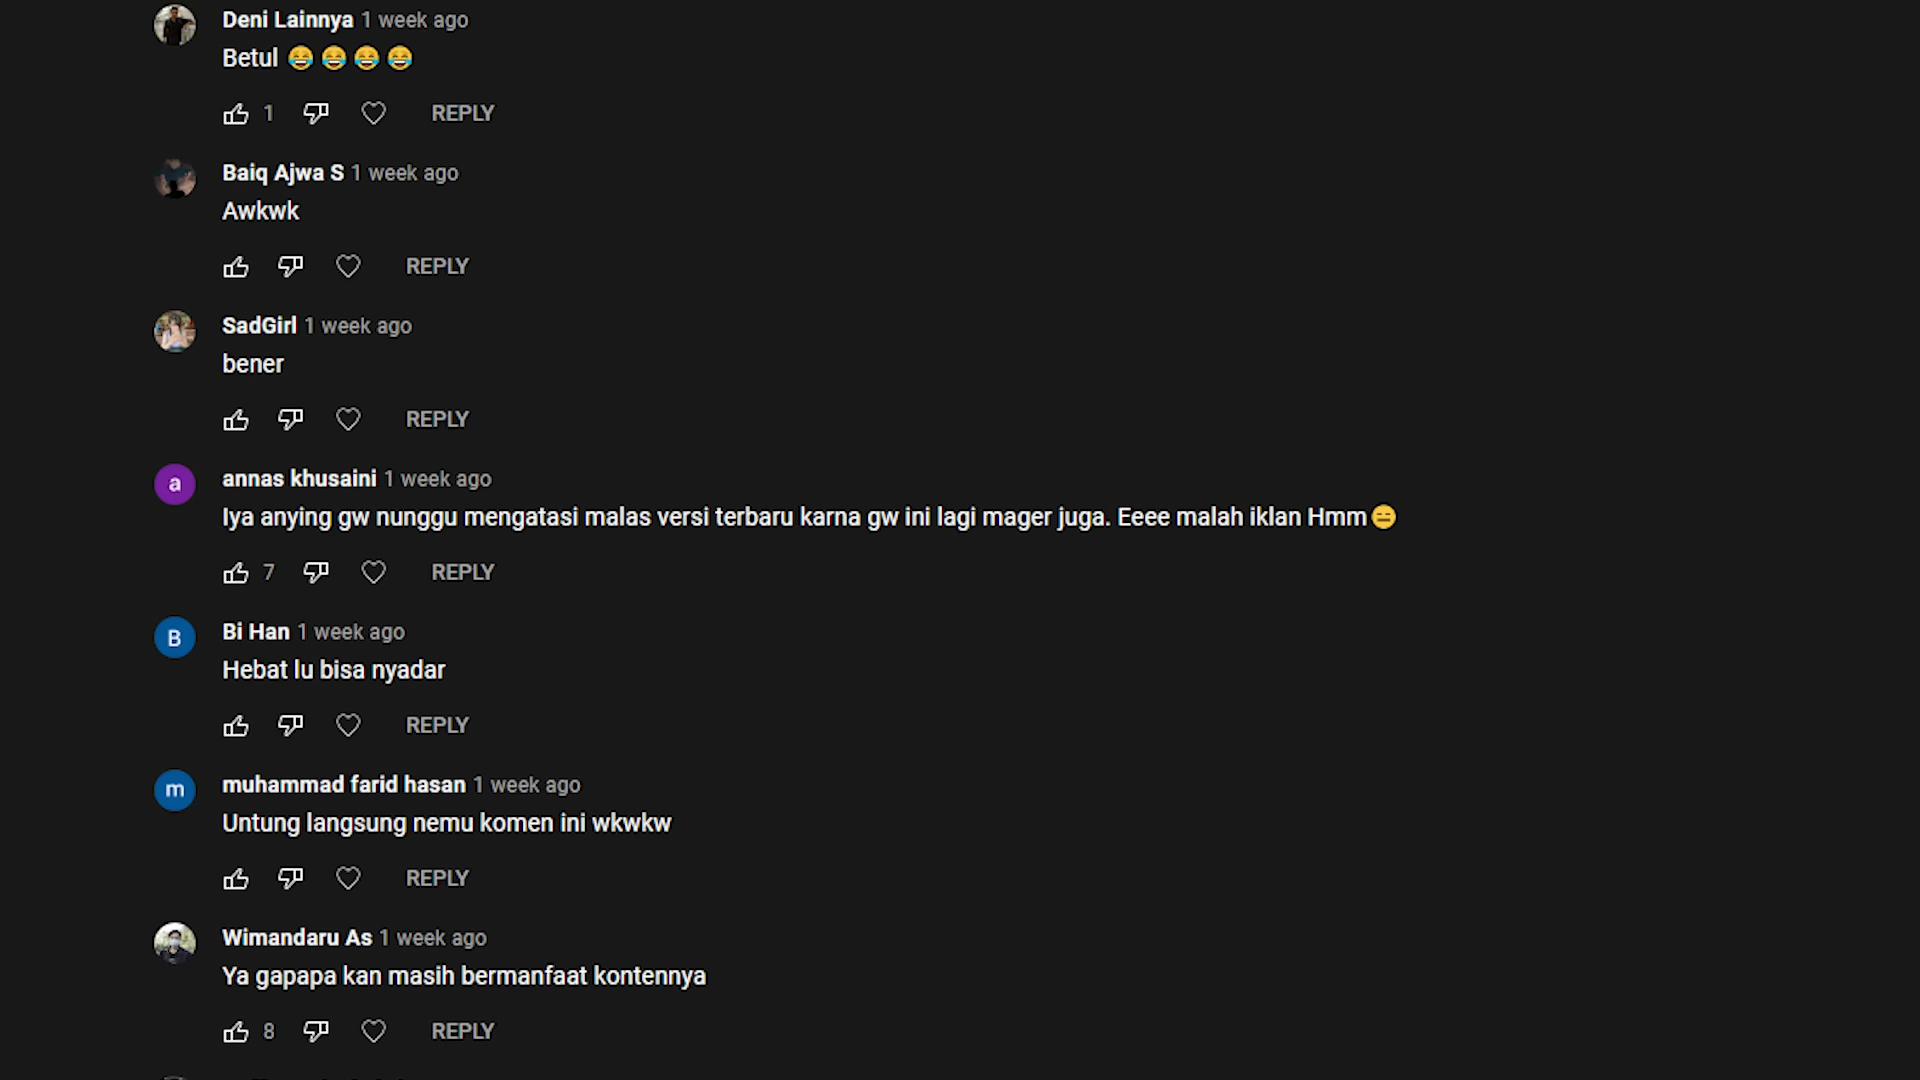 Deni Lainnya 1 week ago
Betul 😂 😂 😂 😂
1 REPLY
Baiq Ajwa S 1 week ago
Awkwk
REPLY
SadGirl 1 week ago
bener
REPLY
a
annas khusaini 1 week ago
Iya anying gw nunggu mengatasi malas versi terbaru karna gw ini lagi mager juga. Eeee malah iklan Hmm😑
7 REPLY
B
Bi Han 1 week ago
Hebat lu bisa nyadar
REPLY
m
muhammad farid hasan 1 week ago
Untung langsung nemu komen ini wkwkw
REPLY
Wimandaru As 1 week ago
Ya gapapa kan masih bermanfaat kontennya
8 REPLY